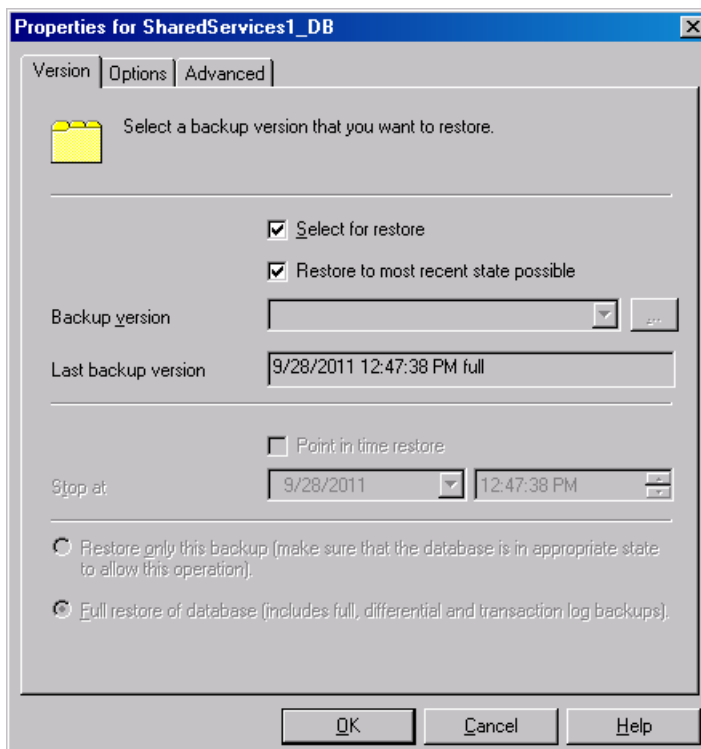 Properties for SharedServices1_DB
Version Options Advanced
Select a backup version that you want to restore.
Select for restore
Restore to most recent state possible
Backup version ...
Last backup version 9/28/2011 12:47:38 PM full
Point in time restore
Stop at 9/28/2011 12:47:38 PM
Restore only this backup (make sure that the database is in appropriate state
to allow this operation).
Full restore of database (includes full, differential and transaction log backups).
OK Cancel Help